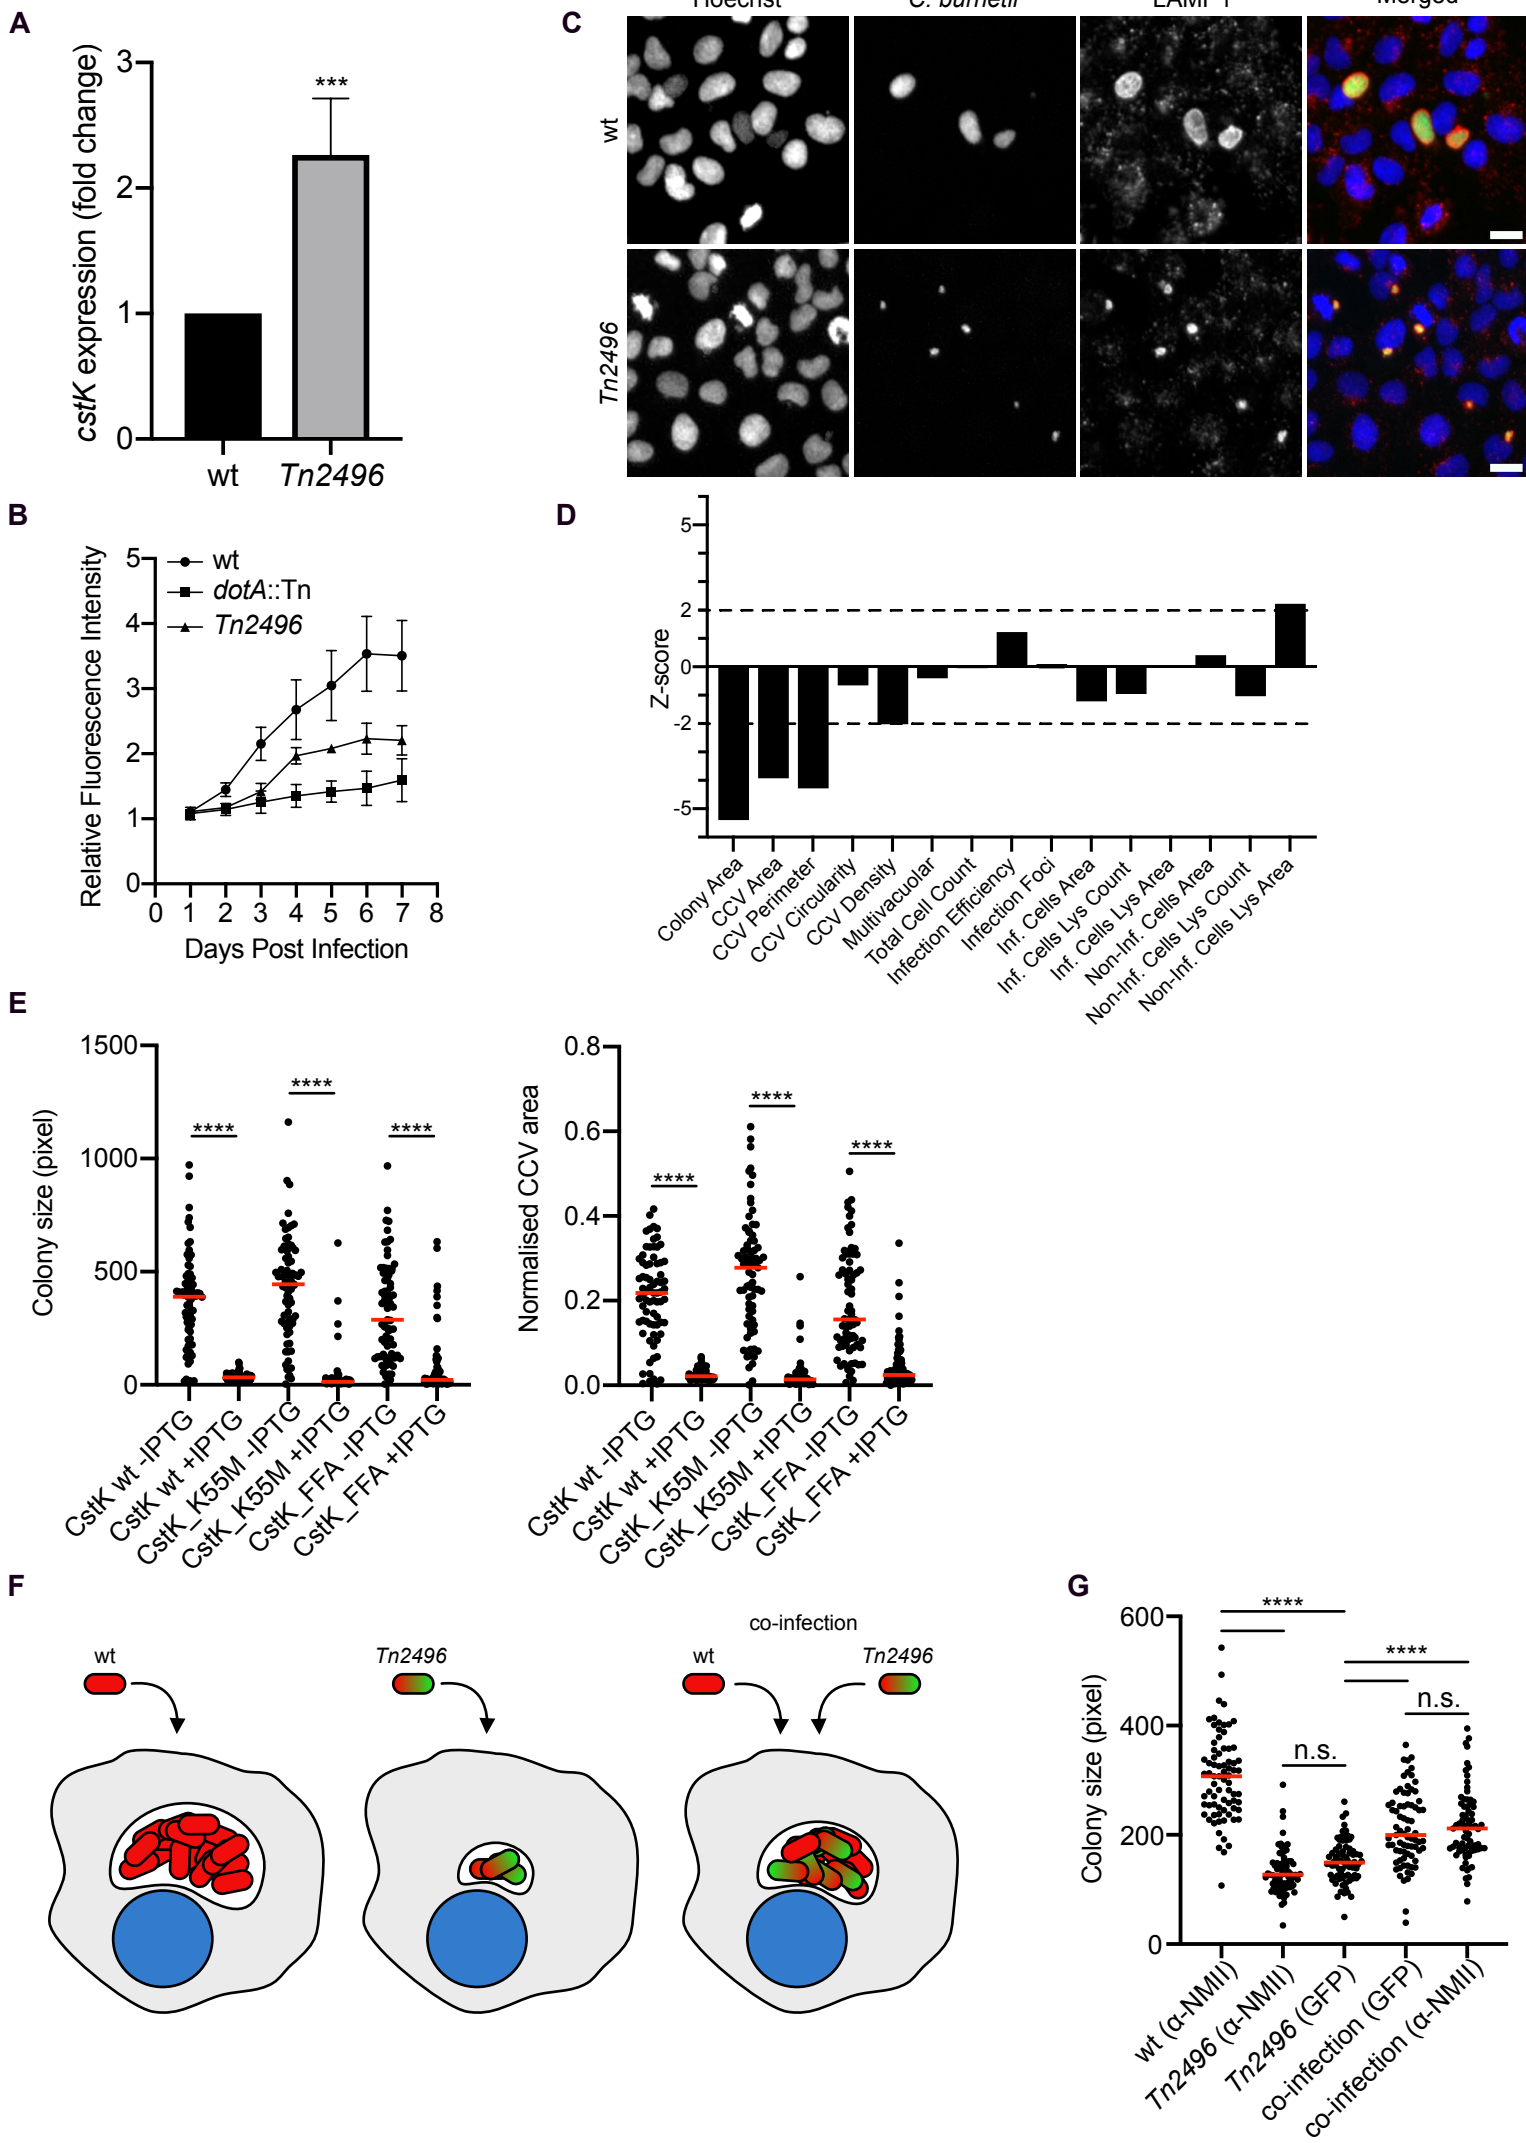 A
3
2
1
0
cstK expression (fold change)
***
wt
Tn2496
C
Hoechst
C. burnetii
LAMP1
Merged
wt
Tn2496
B
5
4
3
2
1
0
Relative Fluorescence Intensity
wt
dotA::Tn
Tn2496
0 1 2 3 4 5 6 7 8
Days Post Infection
D
5
2
0
-2
-5
Z-score
Colony Area
CCV Area
CCV Perimeter
CCV Circularity
CCV Density
Multivacuolar
Total Cell Count
Infection Efficiency
Infection Foci
Inf. Cells Area
Inf. Cells Lys Count
Inf. Cells Lys Area
Non-Inf. Cells Area
Non-Inf. Cells Lys Count
Non-Inf. Cells Lys Area
E
1500
1000
500
0
Colony size (pixel)
****
****
****
CstK wt -IPTG
CstK wt +IPTG
CstK_K55M -IPTG
CstK_K55M +IPTG
CstK_FFA -IPTG
CstK_FFA +IPTG
0.8
0.6
0.4
0.2
0.0
Normalised CCV area
****
****
****
CstK wt -IPTG
CstK wt +IPTG
CstK_K55M -IPTG
CstK_K55M +IPTG
CstK_FFA -IPTG
CstK_FFA +IPTG
F
wt
Tn2496
co-infection
wt
Tn2496
G
600
400
200
0
Colony size (pixel)
****
****
n.s.
n.s.
wt (α-NMII)
Tn2496 (α-NMII)
Tn2496 (GFP)
co-infection (GFP)
co-infection (α-NMII)